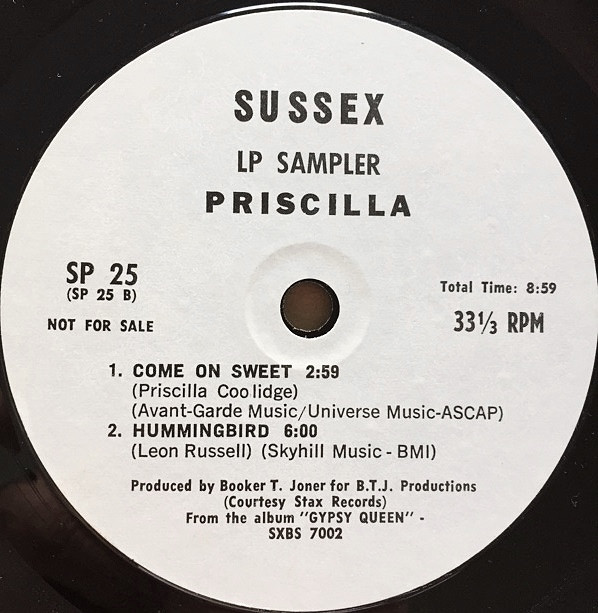 SUSSEX
LP SAMPLER
PRISCILLA
SP 25
(SP 25 B)
NOT FOR SALE
Total Time: 8:59
33⅓ RPM
1. COME ON SWEET 2:59
(Priscilla Coolidge)
(Avant-Garde Music/Universe Music-ASCAP)
2. HUMMINGBIRD 6:00
(Leon Russell) (Skyhill Music - BMI)
Produced by Booker T. Joner for B.T.J. Productions
(Courtesy Stax Records)
From the album "GYPSY QUEEN" -
SXBS 7002